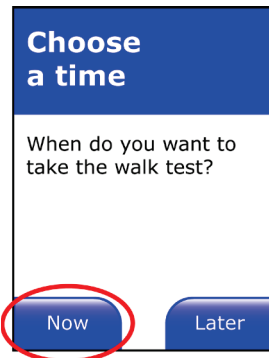 Choose
a time
When do you want to
take the walk test?
Now Later